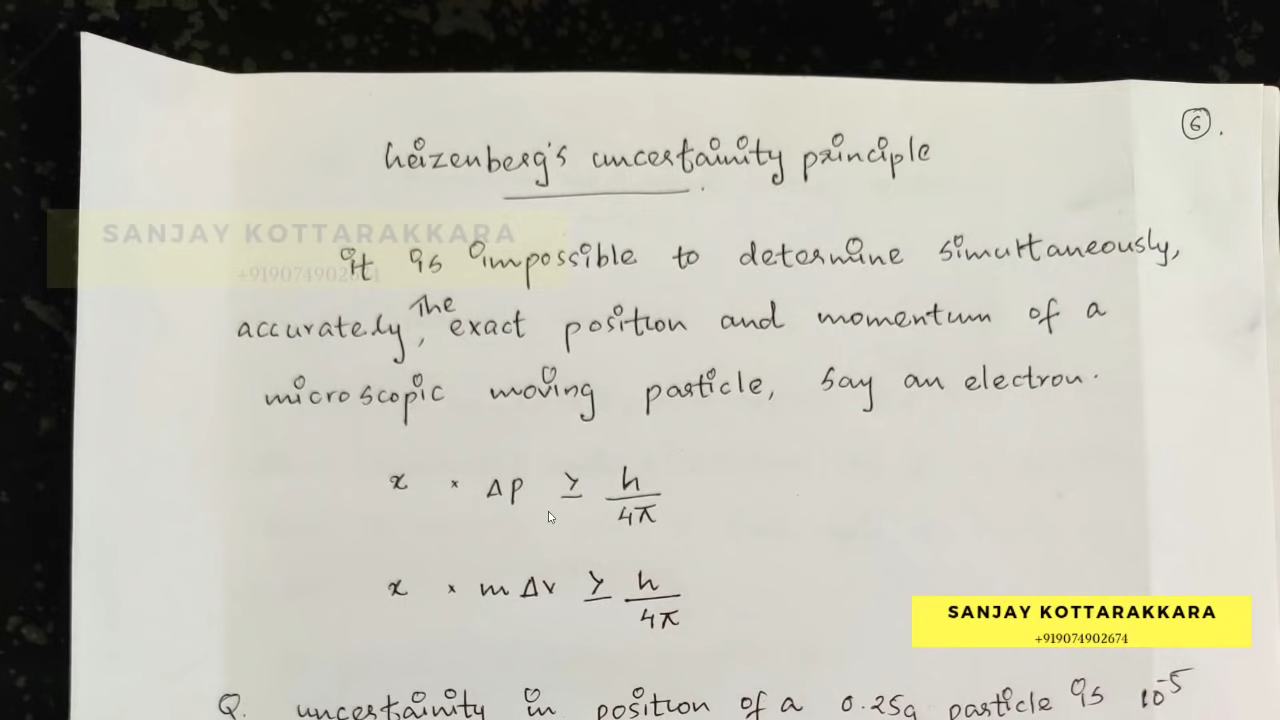 6.
heizenberg's uncertainity principle
SANJAY KOTTARAKKARA
+919074902674
it is impossible to determine simultaneously,
accurately, the exact position and momentum of a
microscopic moving particle, say an electron.
x × Δp ≥ h/4π
x × mΔv ≥ h/4π
SANJAY KOTTARAKKARA
+919074902674
Q. uncertainity in position of a 0.25g particle is 10⁻⁵